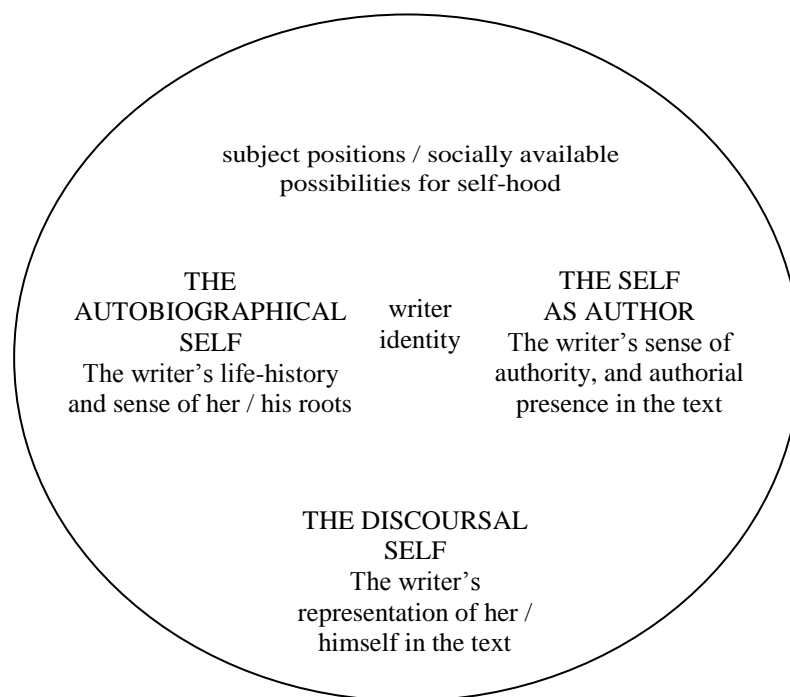 subject positions / socially available
possibilities for self-hood
THE
AUTOBIOGRAPHICAL
SELF
The writer’s life-history
and sense of her / his roots
writer
identity
THE SELF
AS AUTHOR
The writer’s sense of
authority, and authorial
presence in the text
THE DISCOURSAL
SELF
The writer’s
representation of her /
himself in the text